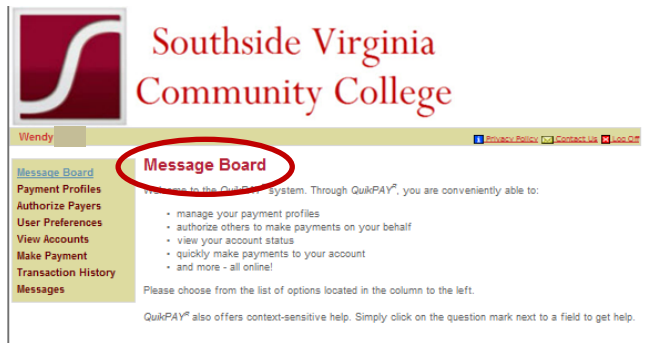 Southside Virginia
Community College
Wendy
Privacy Policy Contact Us Log Off
Message Board
Payment Profiles
Authorize Payers
User Preferences
View Accounts
Make Payment
Transaction History
Messages
Message Board
Welcome to the QuikPAY® system. Through QuikPAY®, you are conveniently able to:
• manage your payment profiles
• authorize others to make payments on your behalf
• view your account status
• quickly make payments to your account
• and more - all online!
Please choose from the list of options located in the column to the left.
QuikPAY® also offers context-sensitive help. Simply click on the question mark next to a field to get help.